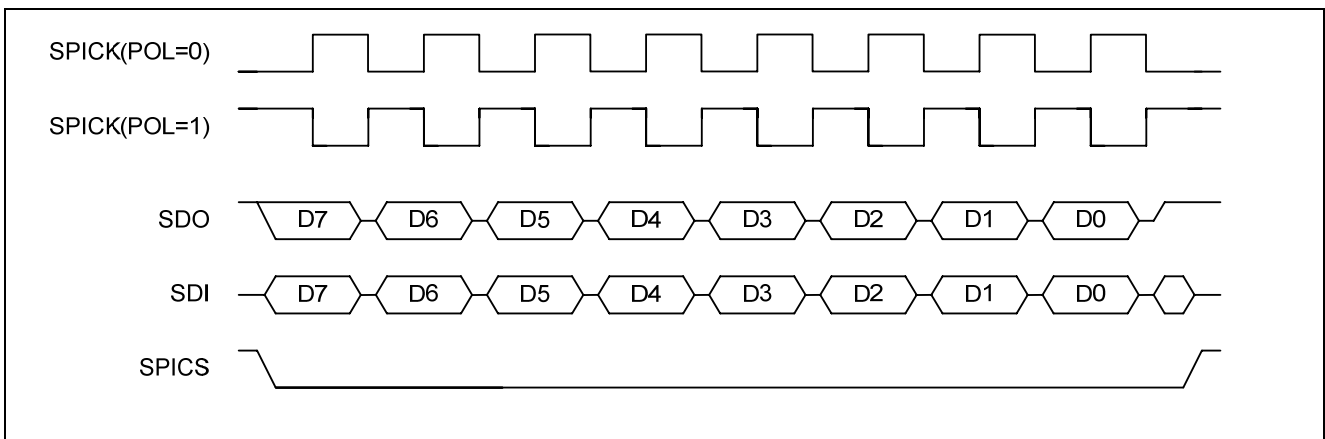 SPICK(POL=0)
SPICK(POL=1)
SDO D7 D6 D5 D4 D3 D2 D1 D0
SDI D7 D6 D5 D4 D3 D2 D1 D0
SPICS